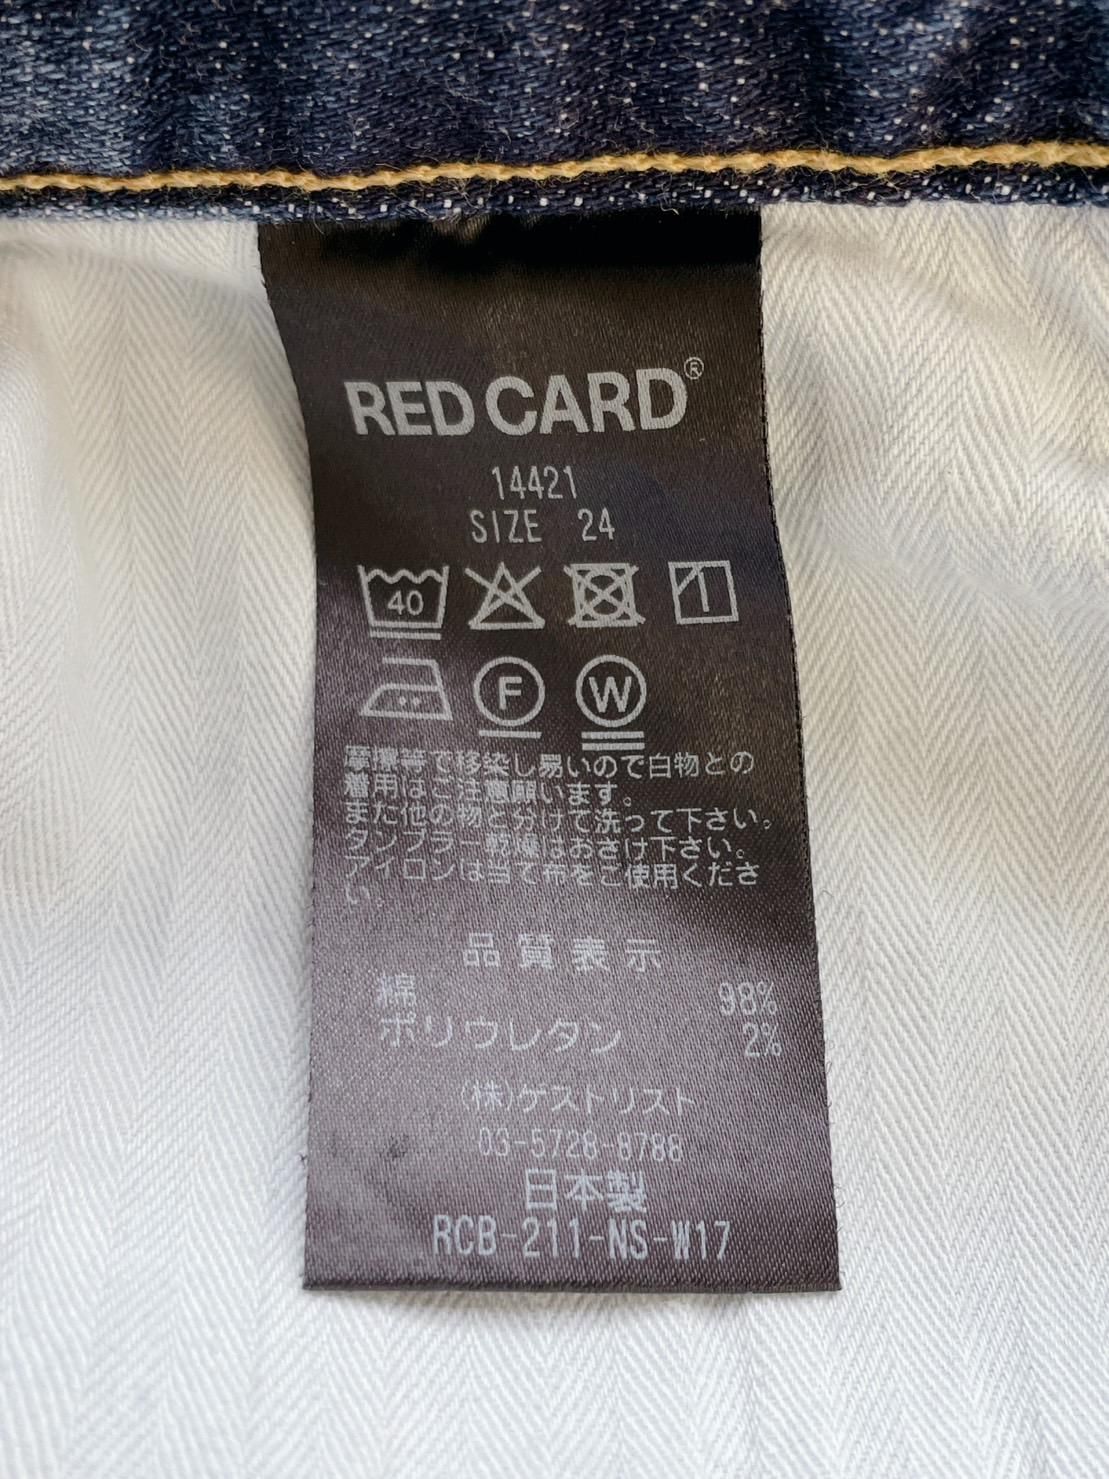 RED CARD®
14421
SIZE 24
40
F W
摩擦等で移染し易いので白物との
着用はご注意願います。
また他の物と分けて洗って下さい。
タンブラー乾燥はおさけ下さい。
アイロンは当て布をご使用くださ
い。
品質表示
綿 98%
ポリウレタン 2%
(株)ゲストリスト
03-5728-8788
日本製
RCB-211-NS-W17